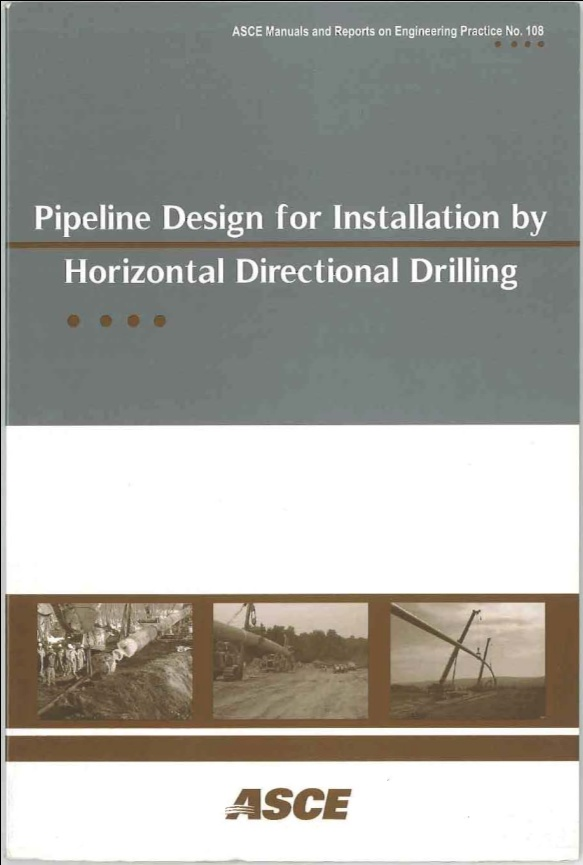 ASCE Manuals and Reports on Engineering Practice No. 108
Pipeline Design for Installation by
Horizontal Directional Drilling
ASCE